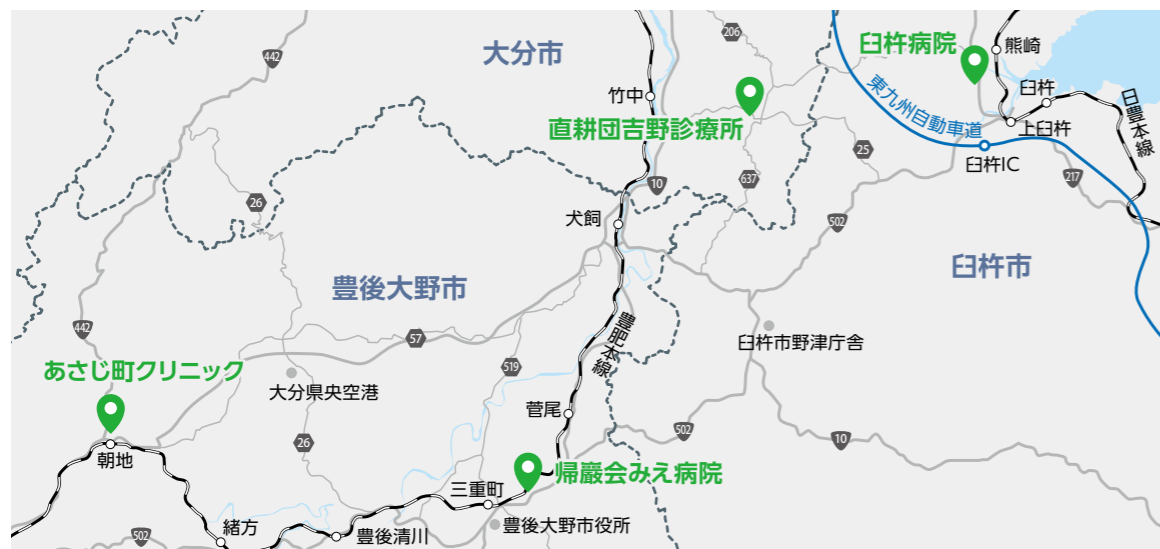 大分市
442
206
臼杵病院
熊崎
竹中
臼杵
東九州自動車道
日豊本線
直耕団吉野診療所
上臼杵
25
臼杵IC
637
10
217
26
犬飼
502
豊後大野市
臼杵市
442
57
豊肥本線
臼杵市野津庁舎
あさじ町クリニック
519
大分県央空港
菅尾
502
10
26
朝地
帰巖会みえ病院
三重町
502
緒方
豊後清川
豊後大野市役所